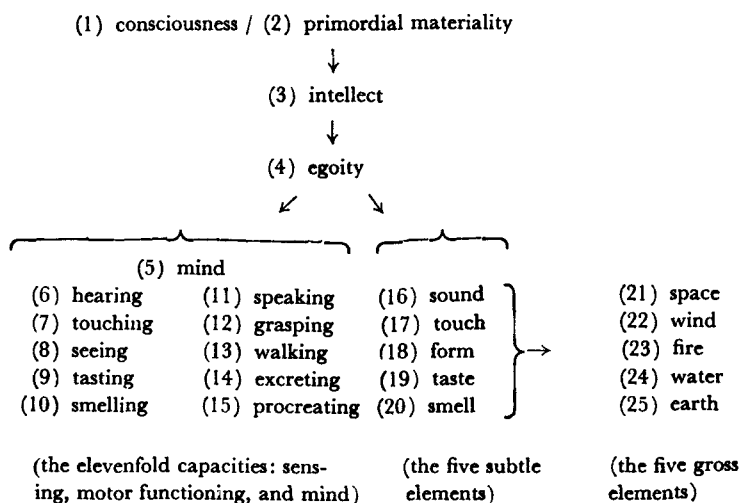 (1) consciousness / (2) primordial materiality
↓
(3) intellect
↓
(4) egoity
↙ ↘
(5) mind
(6) hearing (11) speaking (16) sound (21) space
(7) touching (12) grasping (17) touch (22) wind
(8) seeing (13) walking (18) form → (23) fire
(9) tasting (14) excreting (19) taste (24) water
(10) smelling (15) procreating (20) smell (25) earth
(the elevenfold capacities: sens- (the five subtle (the five gross
ing, motor functioning, and mind) elements) elements)